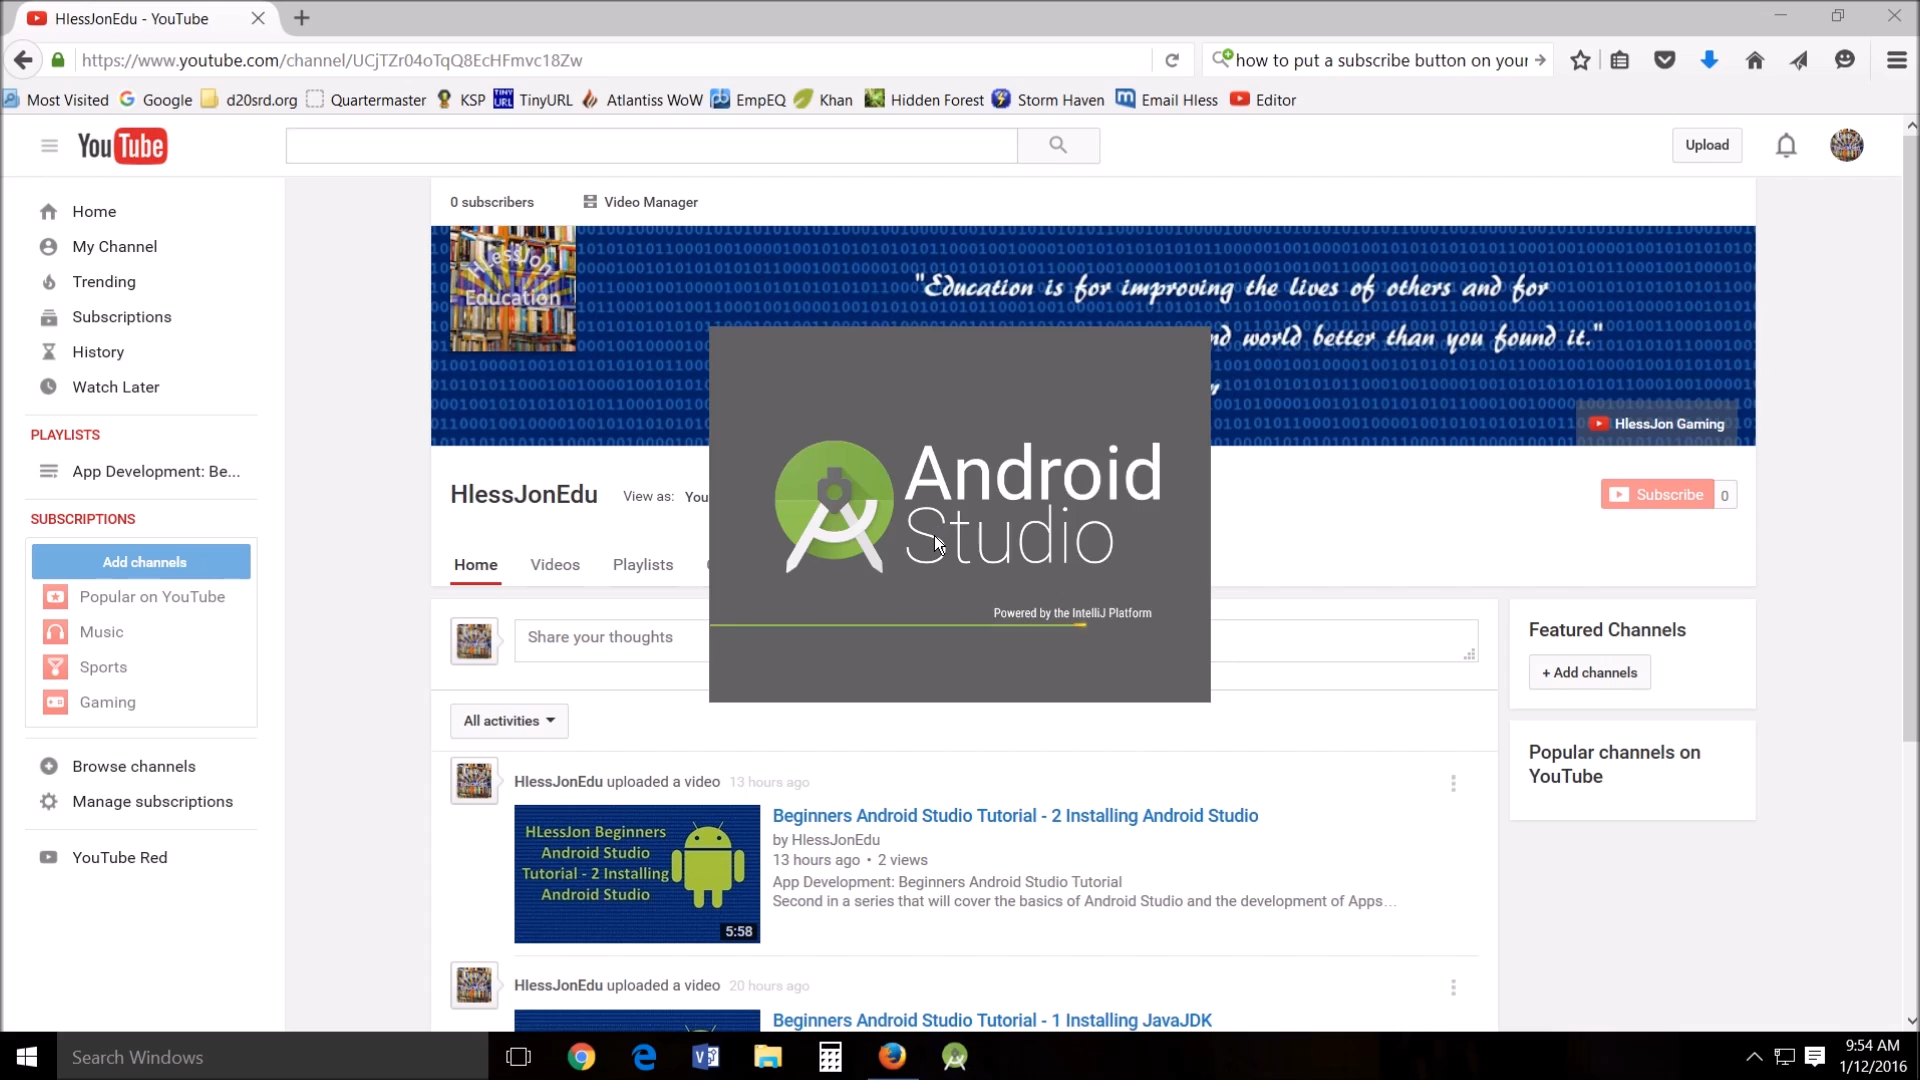 HlessJonEdu - YouTube
https://www.youtube.com/channel/UCjTZr04oTqQ8EcHFmvc18Zw
how to put a subscribe button on your
Most Visited Google d20srd.org Quartermaster KSP TinyURL Atlantiss WoW EmpEQ Khan Hidden Forest Storm Haven Email Hless Editor
YouTube
Upload
Home
My Channel
Trending
Subscriptions
History
Watch Later
PLAYLISTS
App Development: Be...
SUBSCRIPTIONS
Add channels
Popular on YouTube
Music
Sports
Gaming
Browse channels
Manage subscriptions
YouTube Red
0 subscribers Video Manager
HLessJon
Education
"Education is for improving the lives of others and for
nd world better than you found it."
HlessJon Gaming
HlessJonEdu View as: You
Subscribe 0
Home Videos Playlists
Android
Studio
Powered by the IntelliJ Platform
Share your thoughts
All activities
HlessJonEdu uploaded a video 13 hours ago
HLessJon Beginners
Android Studio
Tutorial - 2 Installing
Android Studio
5:58
Beginners Android Studio Tutorial - 2 Installing Android Studio
by HlessJonEdu
13 hours ago • 2 views
App Development: Beginners Android Studio Tutorial
Second in a series that will cover the basics of Android Studio and the development of Apps...
HlessJonEdu uploaded a video 20 hours ago
Beginners Android Studio Tutorial - 1 Installing JavaJDK
Featured Channels
+ Add channels
Popular channels on
YouTube
Search Windows
9:54 AM
1/12/2016